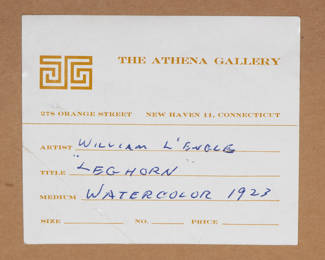 THE ATHENA GALLERY
278 ORANGE STREET NEW HAVEN 11, CONNECTICUT
ARTIST WILLIAM L'ENGLE
TITLE "LEGHORN"
MEDIUM WATERCOLOR 1923
SIZE NO. PRICE